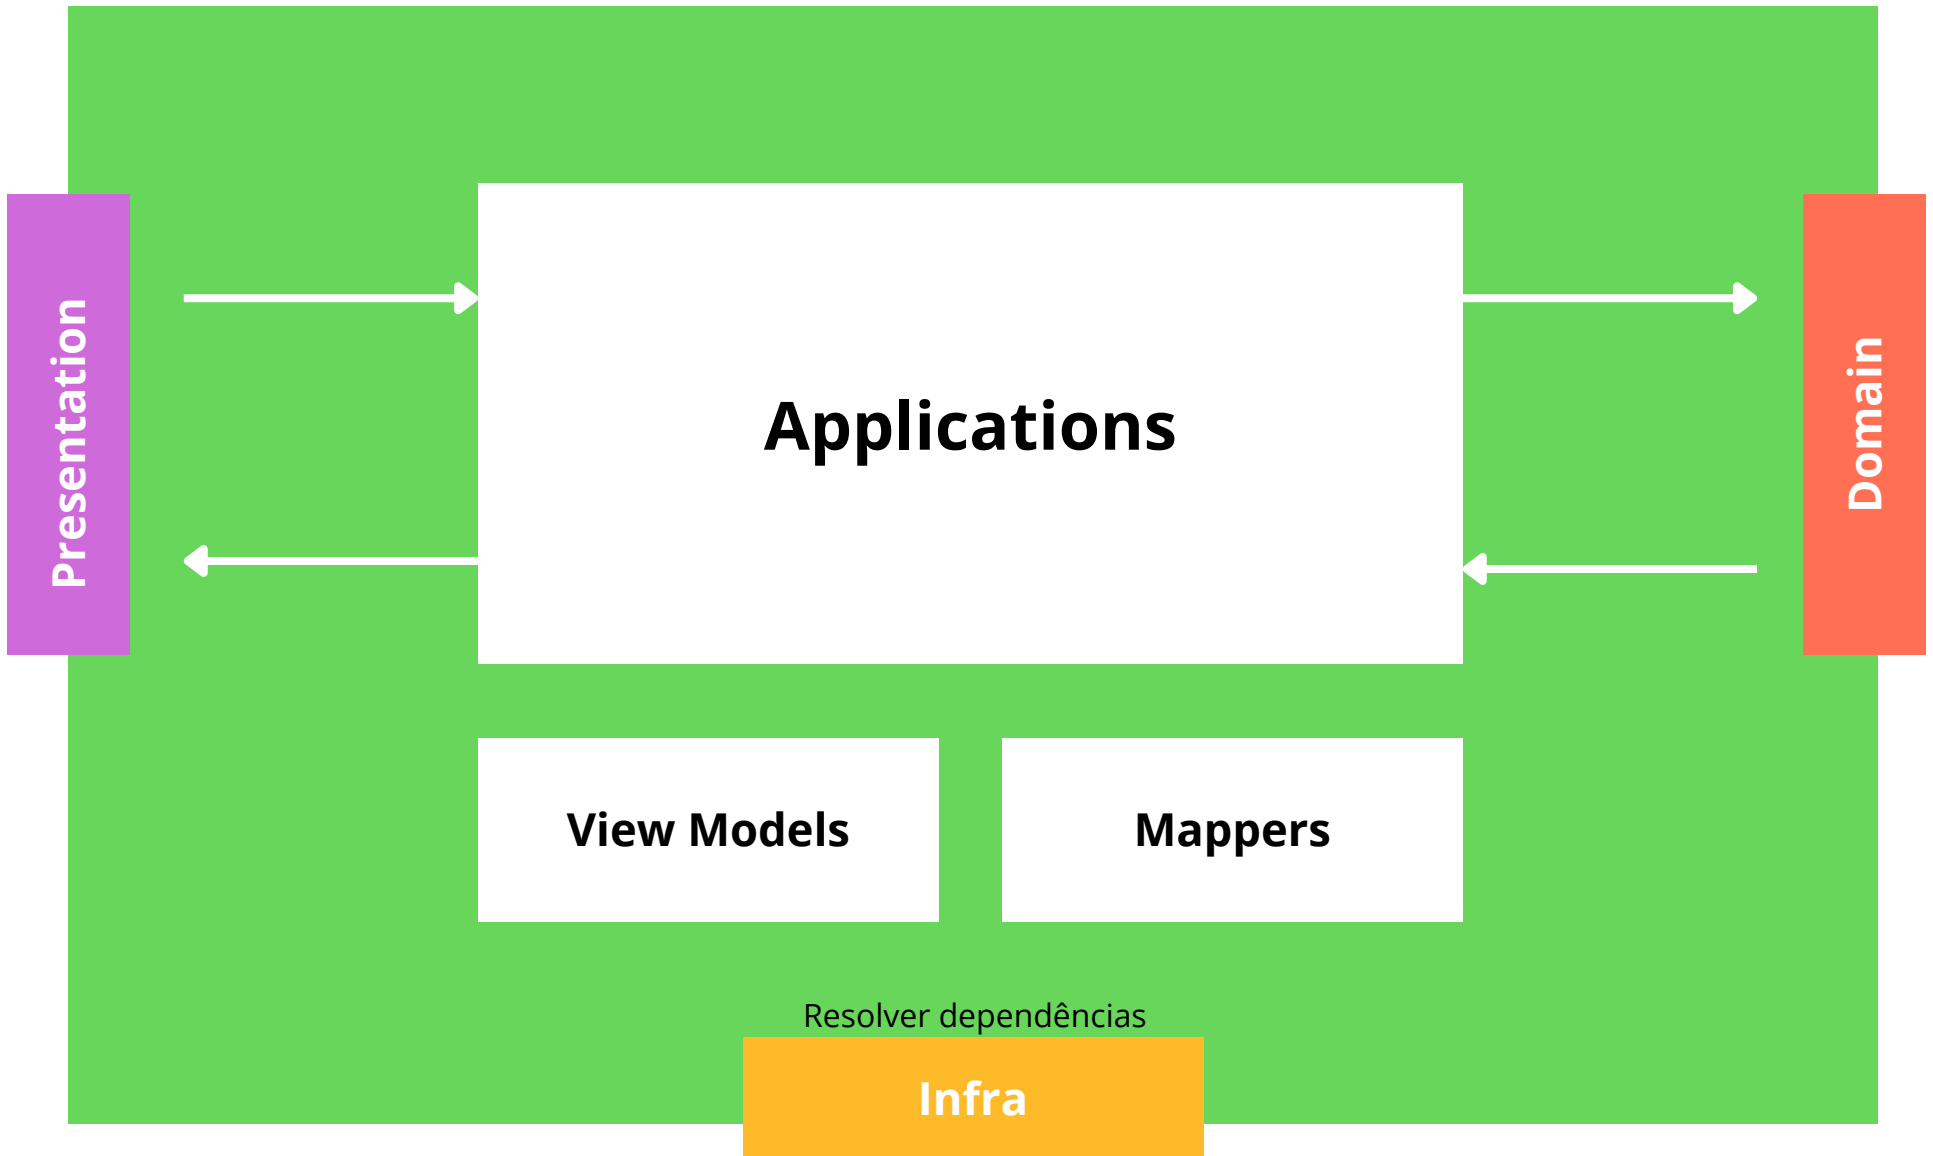 Presentation
Applications
Domain
View Models
Mappers
Resolver dependências
Infra